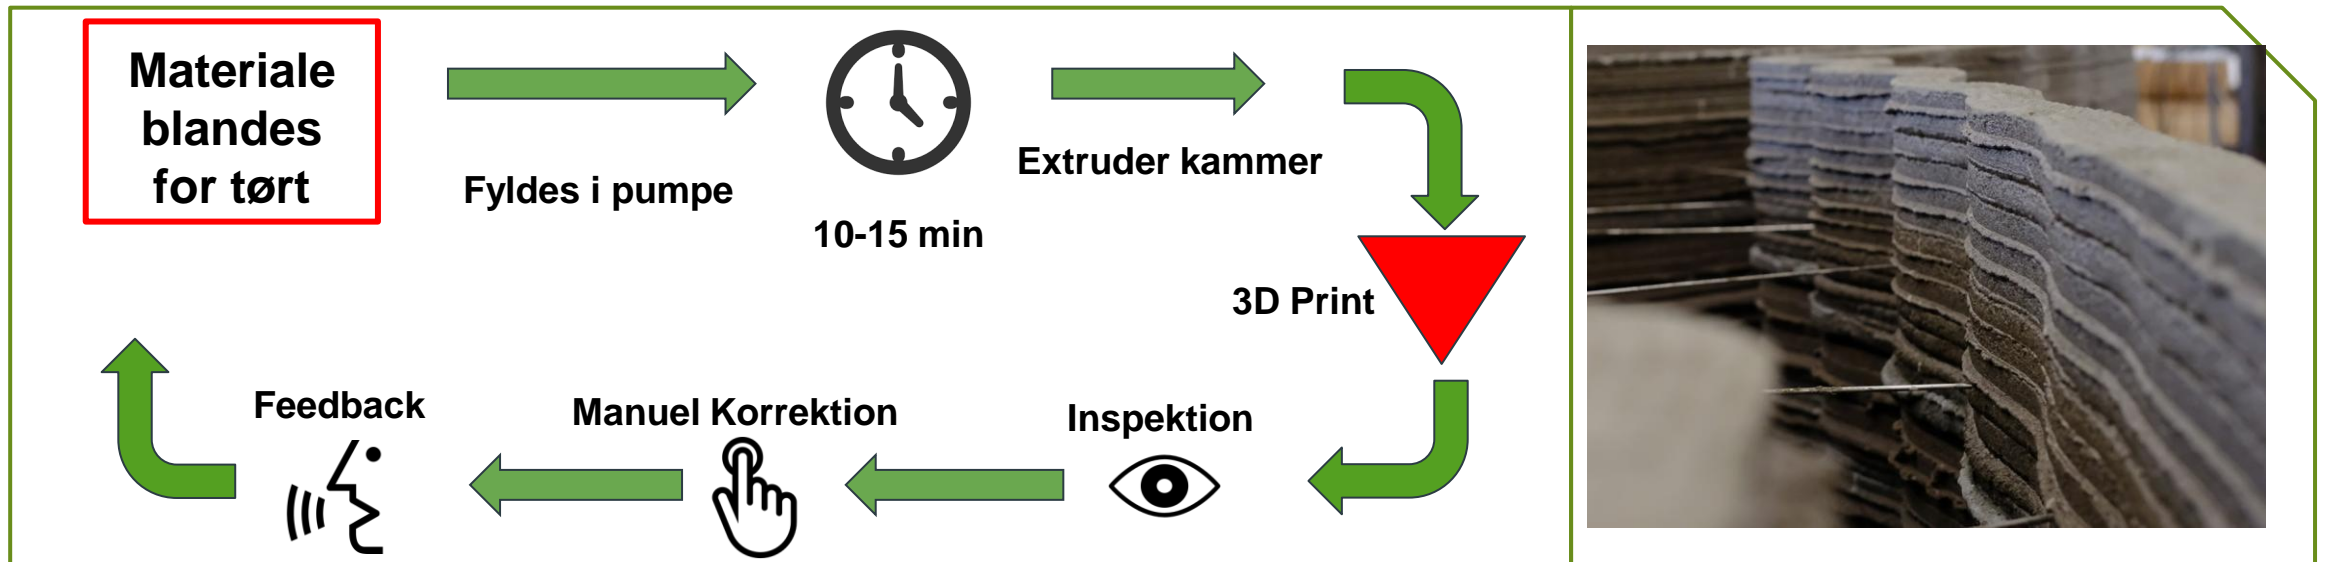 Materiale
blandes
for tørt
Fyldes i pumpe
10-15 min
Extruder kammer
3D Print
Inspektion
Manuel Korrektion
Feedback